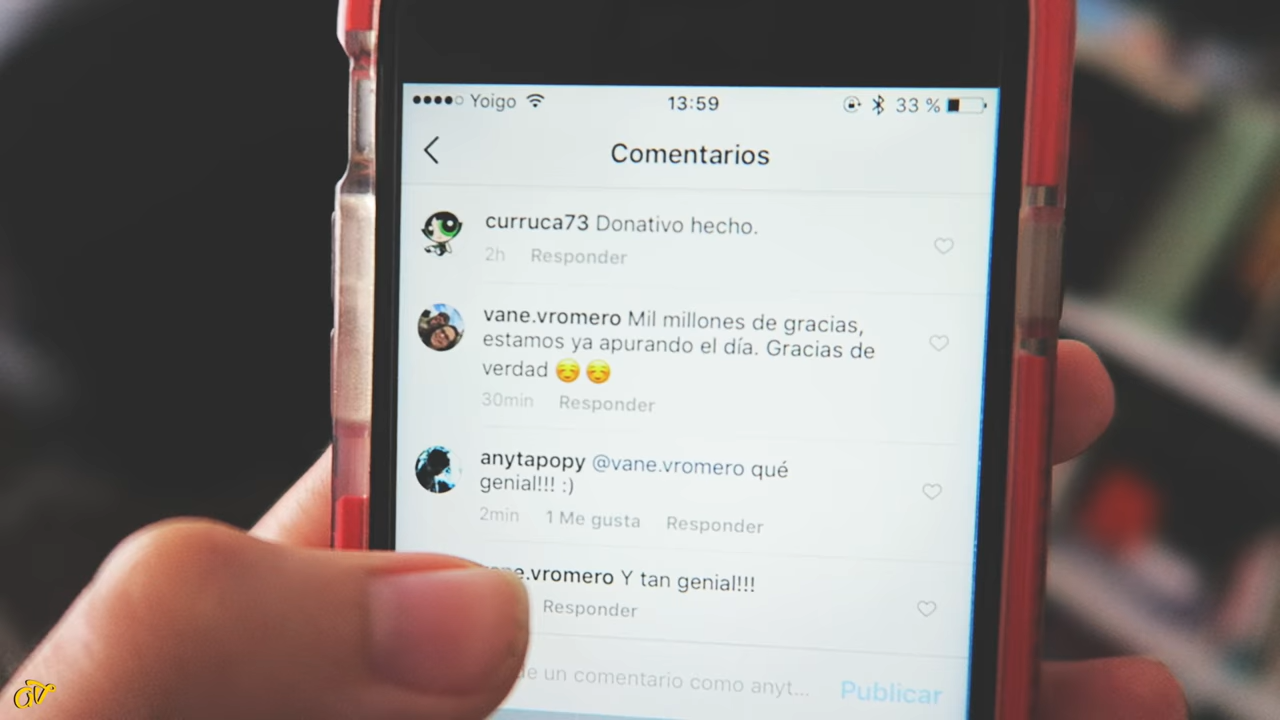 Yoigo 13:59 33 %
Comentarios
curruca73 Donativo hecho.
2h Responder
vane.vromero Mil millones de gracias,
estamos ya apurando el día. Gracias de
verdad ☺️☺️
30min Responder
anytapopy @vane.vromero qué
genial!!! :)
2min 1 Me gusta Responder
e.vromero Y tan genial!!!
Responder
de un comentario como anyt... Publicar